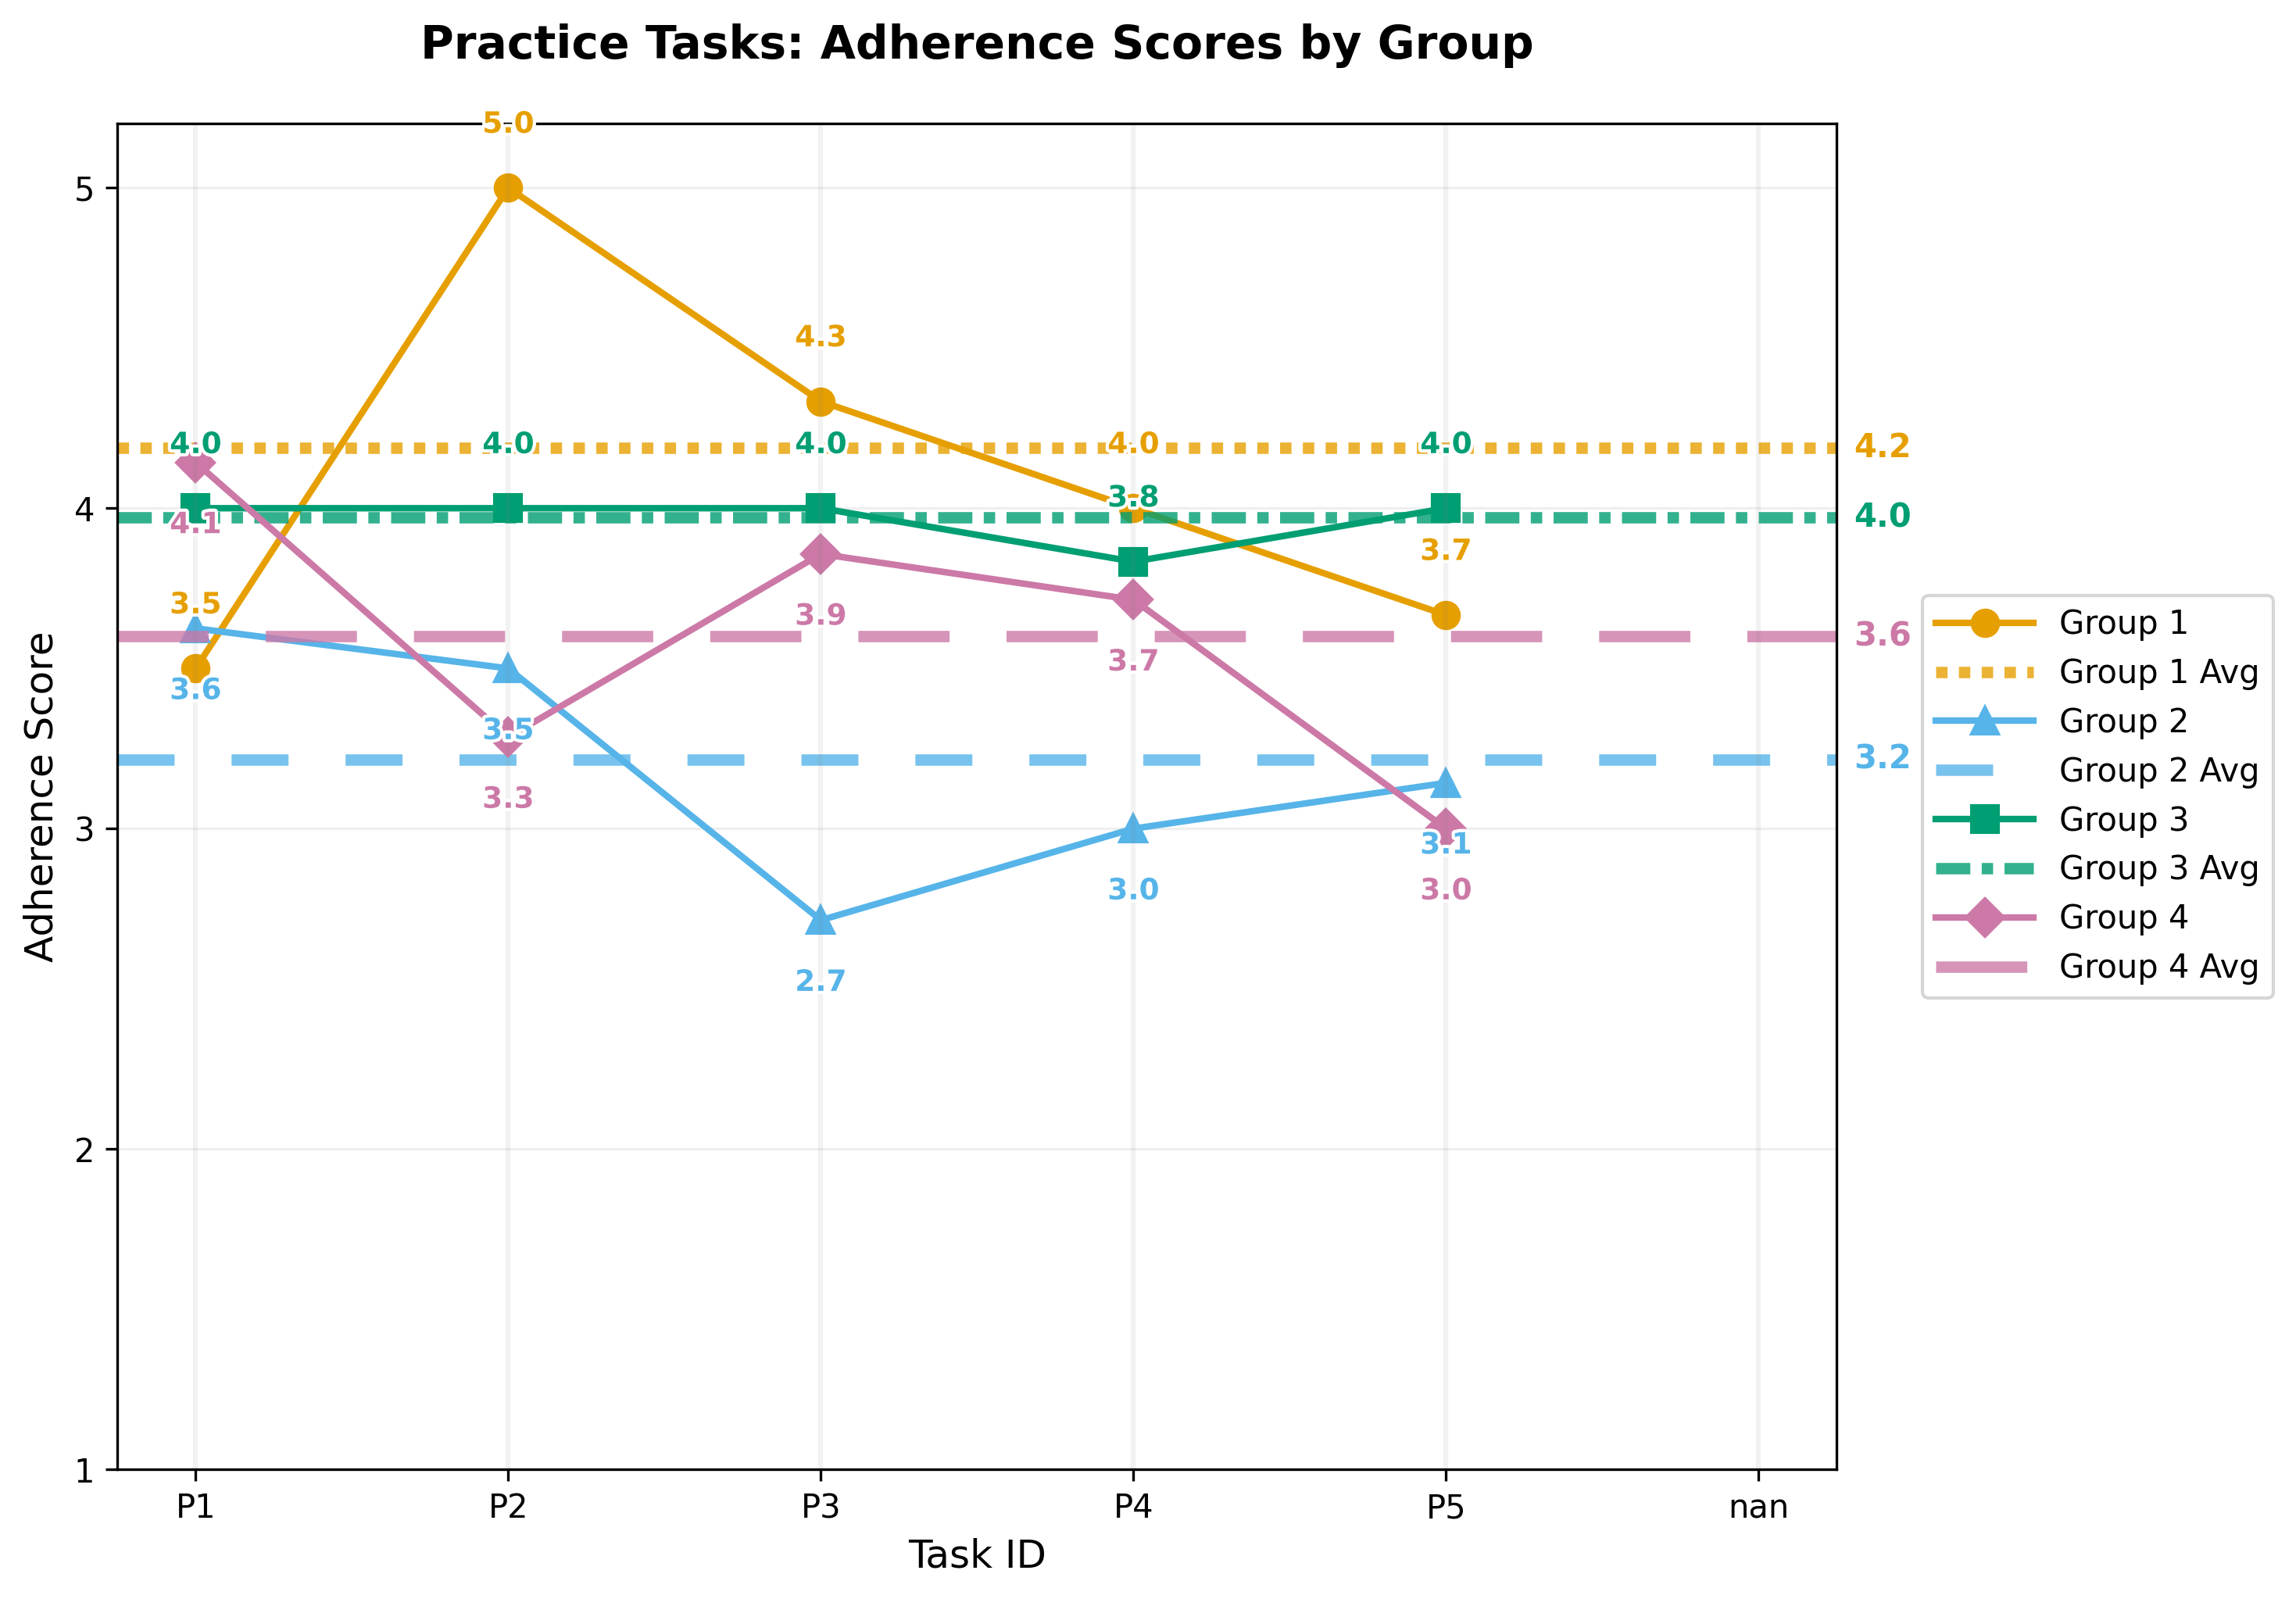 Practice Tasks: Adherence Scores by Group
5.0
5
4.3
4.0
4.0
4.0
4.0
4.0
4.2
3.8
4
4.1
4.0
3.7
3.5
3.9
3.6
3.7
3.6
3.5
3.2
3.3
3
3.1
3.0
3.0
2.7
2
1
Adherence Score
Group 1
Group 1 Avg
Group 2
Group 2 Avg
Group 3
Group 3 Avg
Group 4
Group 4 Avg
P1 P2 P3 P4 P5 nan
Task ID